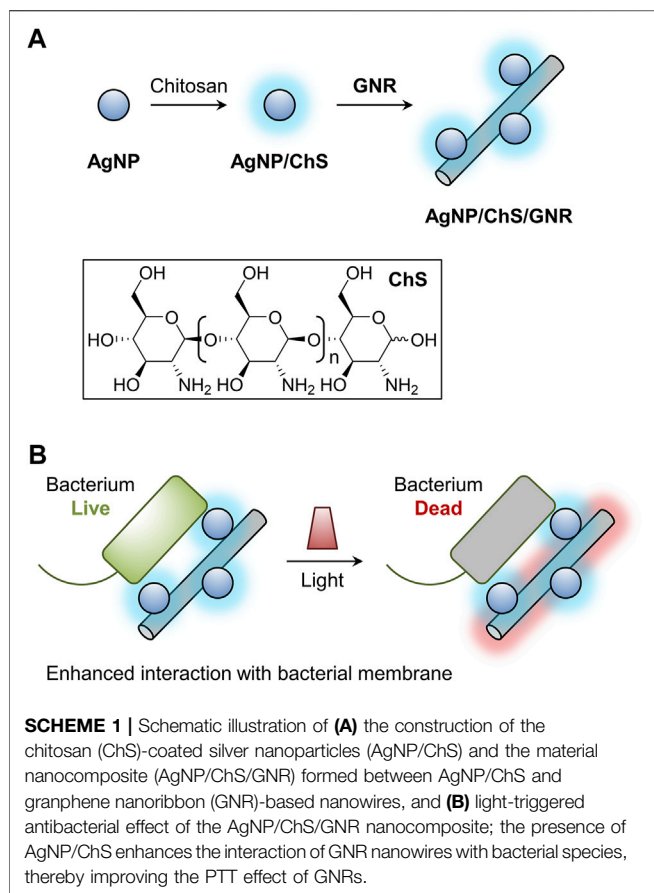 A
Chitosan GNR
AgNP AgNP/ChS
AgNP/ChS/GNR
ChS
OH OH OH
O O O
HO O O OH
n
HO NH2 HO NH2 HO NH2
B
Bacterium Bacterium
Live Dead
Light
Enhanced interaction with bacterial membrane
SCHEME 1 | Schematic illustration of (A) the construction of the
chitosan (ChS)-coated silver nanoparticles (AgNP/ChS) and the material
nanocomposite (AgNP/ChS/GNR) formed between AgNP/ChS and
granphene nanoribbon (GNR)-based nanowires, and (B) light-triggered
antibacterial effect of the AgNP/ChS/GNR nanocomposite; the presence of
AgNP/ChS enhances the interaction of GNR nanowires with bacterial species,
thereby improving the PTT effect of GNRs.